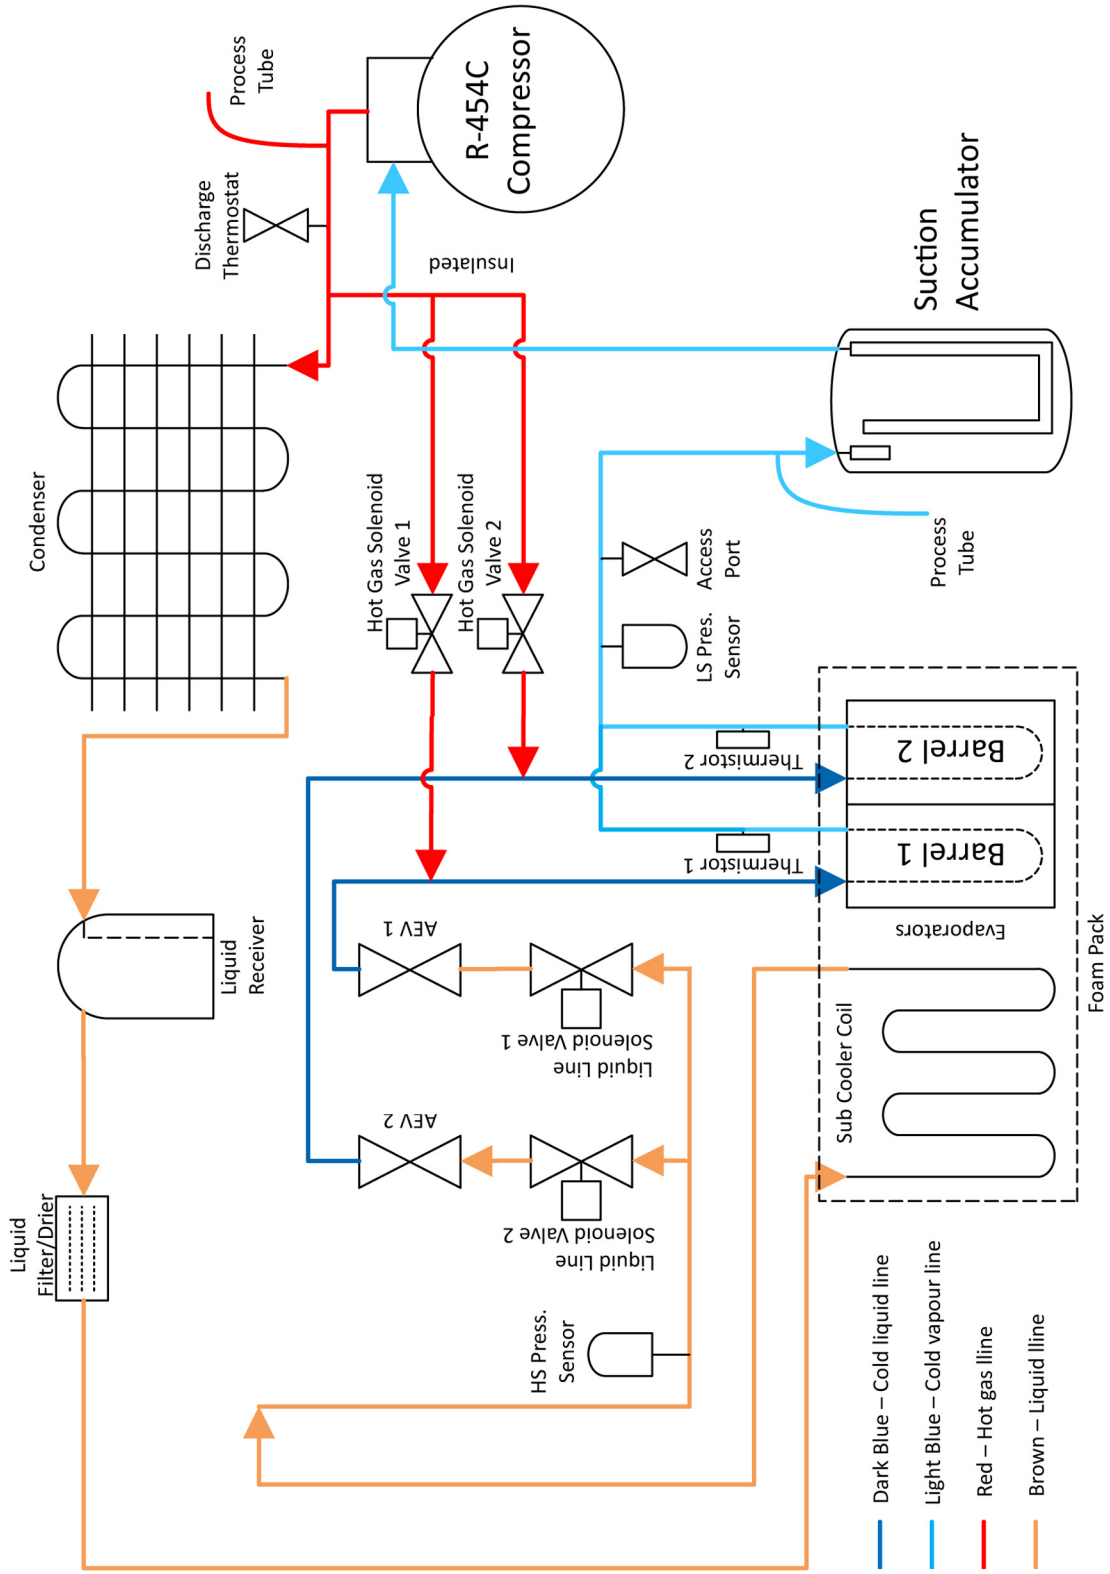 Process
Tube
Discharge
Thermostat
R-454C
Compressor
Insulated
Condenser
Suction
Accumulator
Hot Gas Solenoid
Valve 1
Hot Gas Solenoid
Valve 2
Process
Tube
Access
Port
LS Pres.
Sensor
Thermistor 2
Thermistor 1
Barrel 2
Barrel 1
Evaporators
Foam Pack
Liquid
Receiver
AEV 1
Liquid Line
Solenoid Valve 1
AEV 2
Liquid Line
Solenoid Valve 2
Sub Cooler Coil
Liquid
Filter/Drier
HS Press.
Sensor
Dark Blue – Cold liquid line
Light Blue – Cold vapour line
Red – Hot gas lline
Brown – Liquid lline